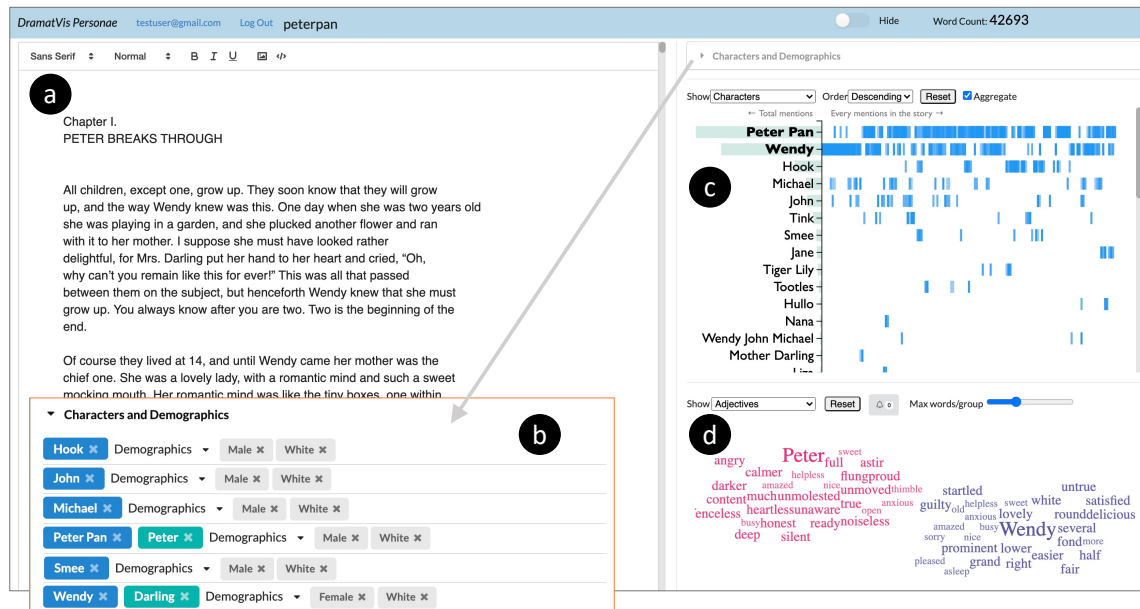 DramatVis Personae testuser@gmail.com Log Out peterpan Hide Word Count: 42693
Sans Serif Normal B I U
a
Chapter I.
PETER BREAKS THROUGH
All children, except one, grow up. They soon know that they will grow
up, and the way Wendy knew was this. One day when she was two years old
she was playing in a garden, and she plucked another flower and ran
with it to her mother. I suppose she must have looked rather
delightful, for Mrs. Darling put her hand to her heart and cried, “Oh,
why can’t you remain like this for ever!” This was all that passed
between them on the subject, but henceforth Wendy knew that she must
grow up. You always know after you are two. Two is the beginning of the
end.
Of course they lived at 14, and until Wendy came her mother was the
chief one. She was a lovely lady, with a romantic mind and such a sweet
mocking mouth. Her romantic mind was like the tiny boxes, one within
Characters and Demographics
b
Hook × Demographics Male × White ×
John × Demographics Male × White ×
Michael × Demographics Male × White ×
Peter Pan × Peter × Demographics Male × White ×
Smee × Demographics Male × White ×
Wendy × Darling × Demographics Female × White ×
Characters and Demographics
Show Characters Order Descending Reset Aggregate
← Total mentions Every mentions in the story →
Peter Pan
Wendy
Hook
Michael
c
John
Tink
Smee
Jane
Tiger Lily
Tootles
Hullo
Nana
Wendy John Michael
Mother Darling
Liza
Show Adjectives Reset 0 Max words/group
d
angry Peter full sweet astir
calmer helpless flungproud
darker amazed nice unmoved thimble
content muchunmolested true anxious
enceless heartlessunaware open
busy honest ready noiseless
deep silent
startled untrue
guilty old helpless sweet white satisfied
anxious lovely rounddelicious
amazed busy Wendy several
sorry nice fond more
prominent lower easier half
pleased grand right fair
asleep